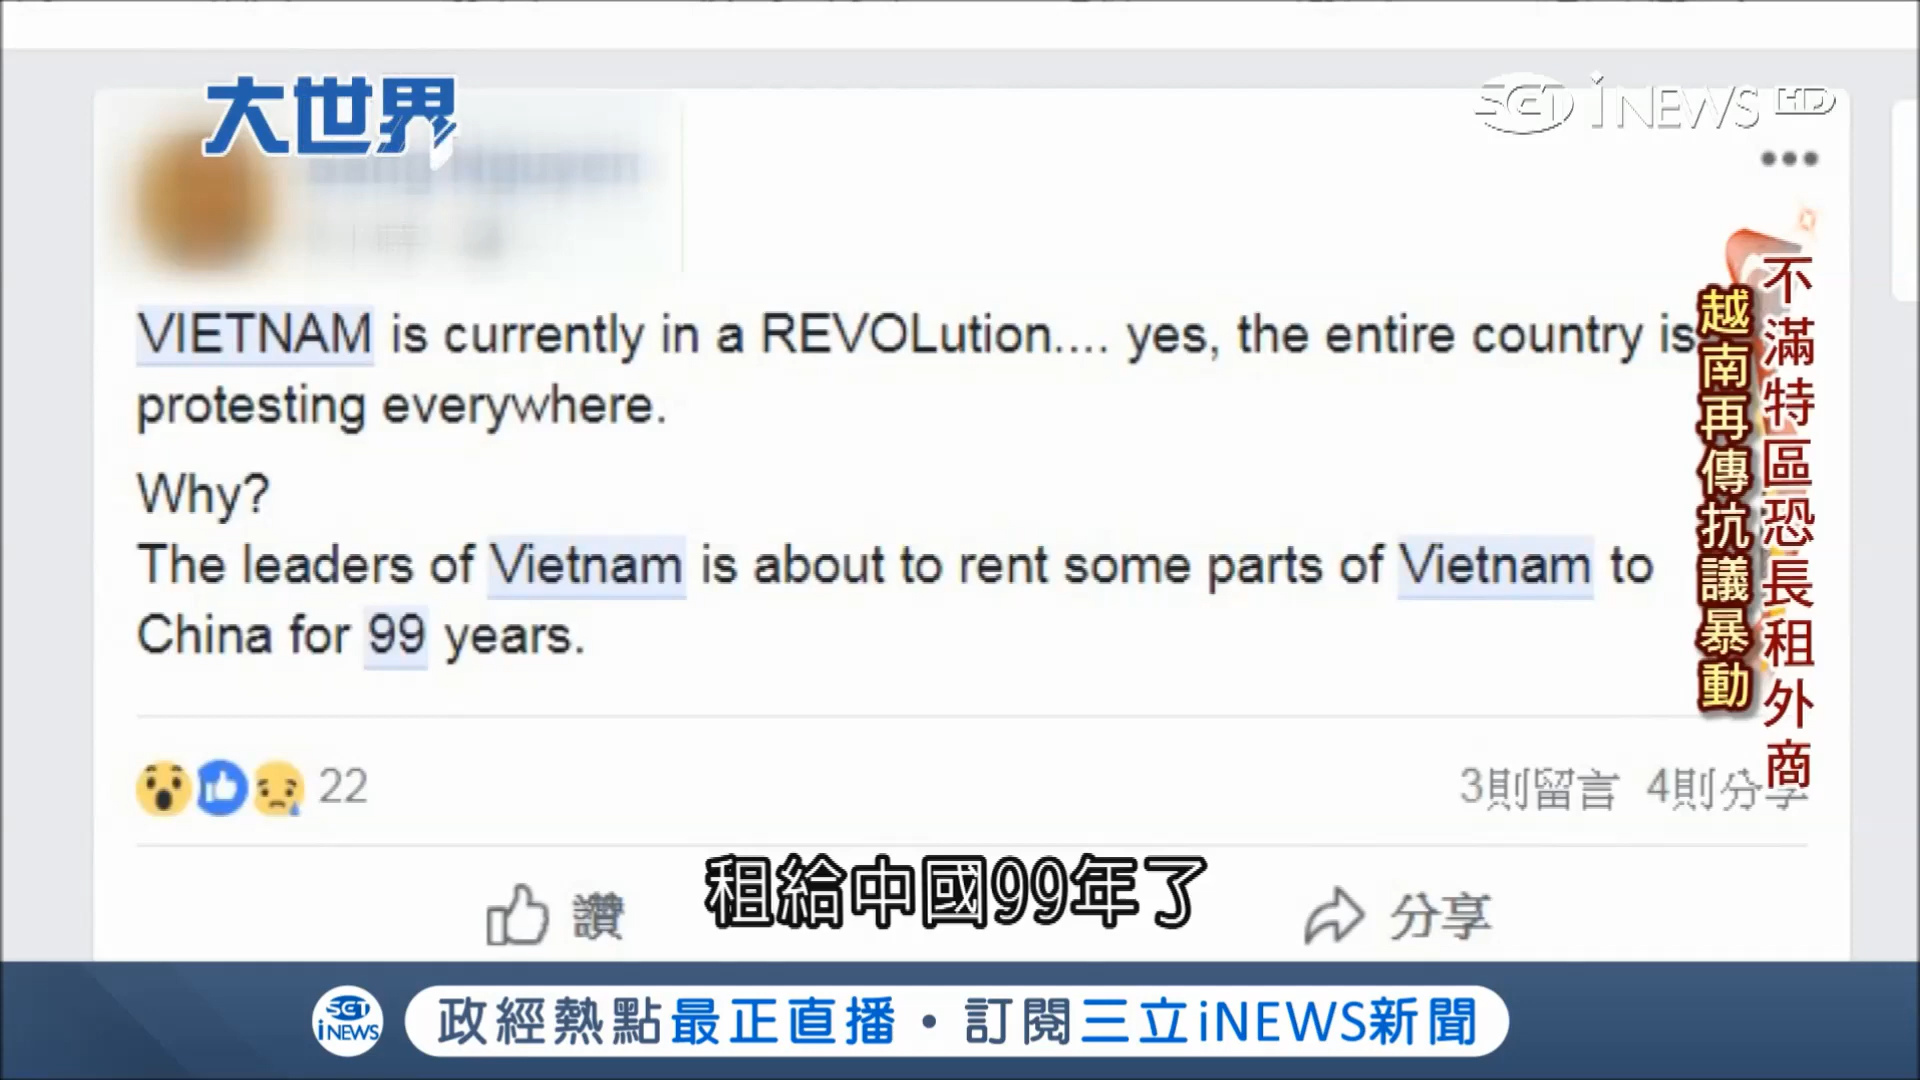 大世界
SET iNEWS HD
VIETNAM is currently in a REVOLution.... yes, the entire country is
protesting everywhere.
Why?
The leaders of Vietnam is about to rent some parts of Vietnam to
China for 99 years.
22
3則留言 4則分享
讚
分享
不滿特區恐長租外商
越南再傳抗議暴動
租給中國99年了
SET iNEWS
政經熱點最正直播・訂閱三立iNEWS新聞